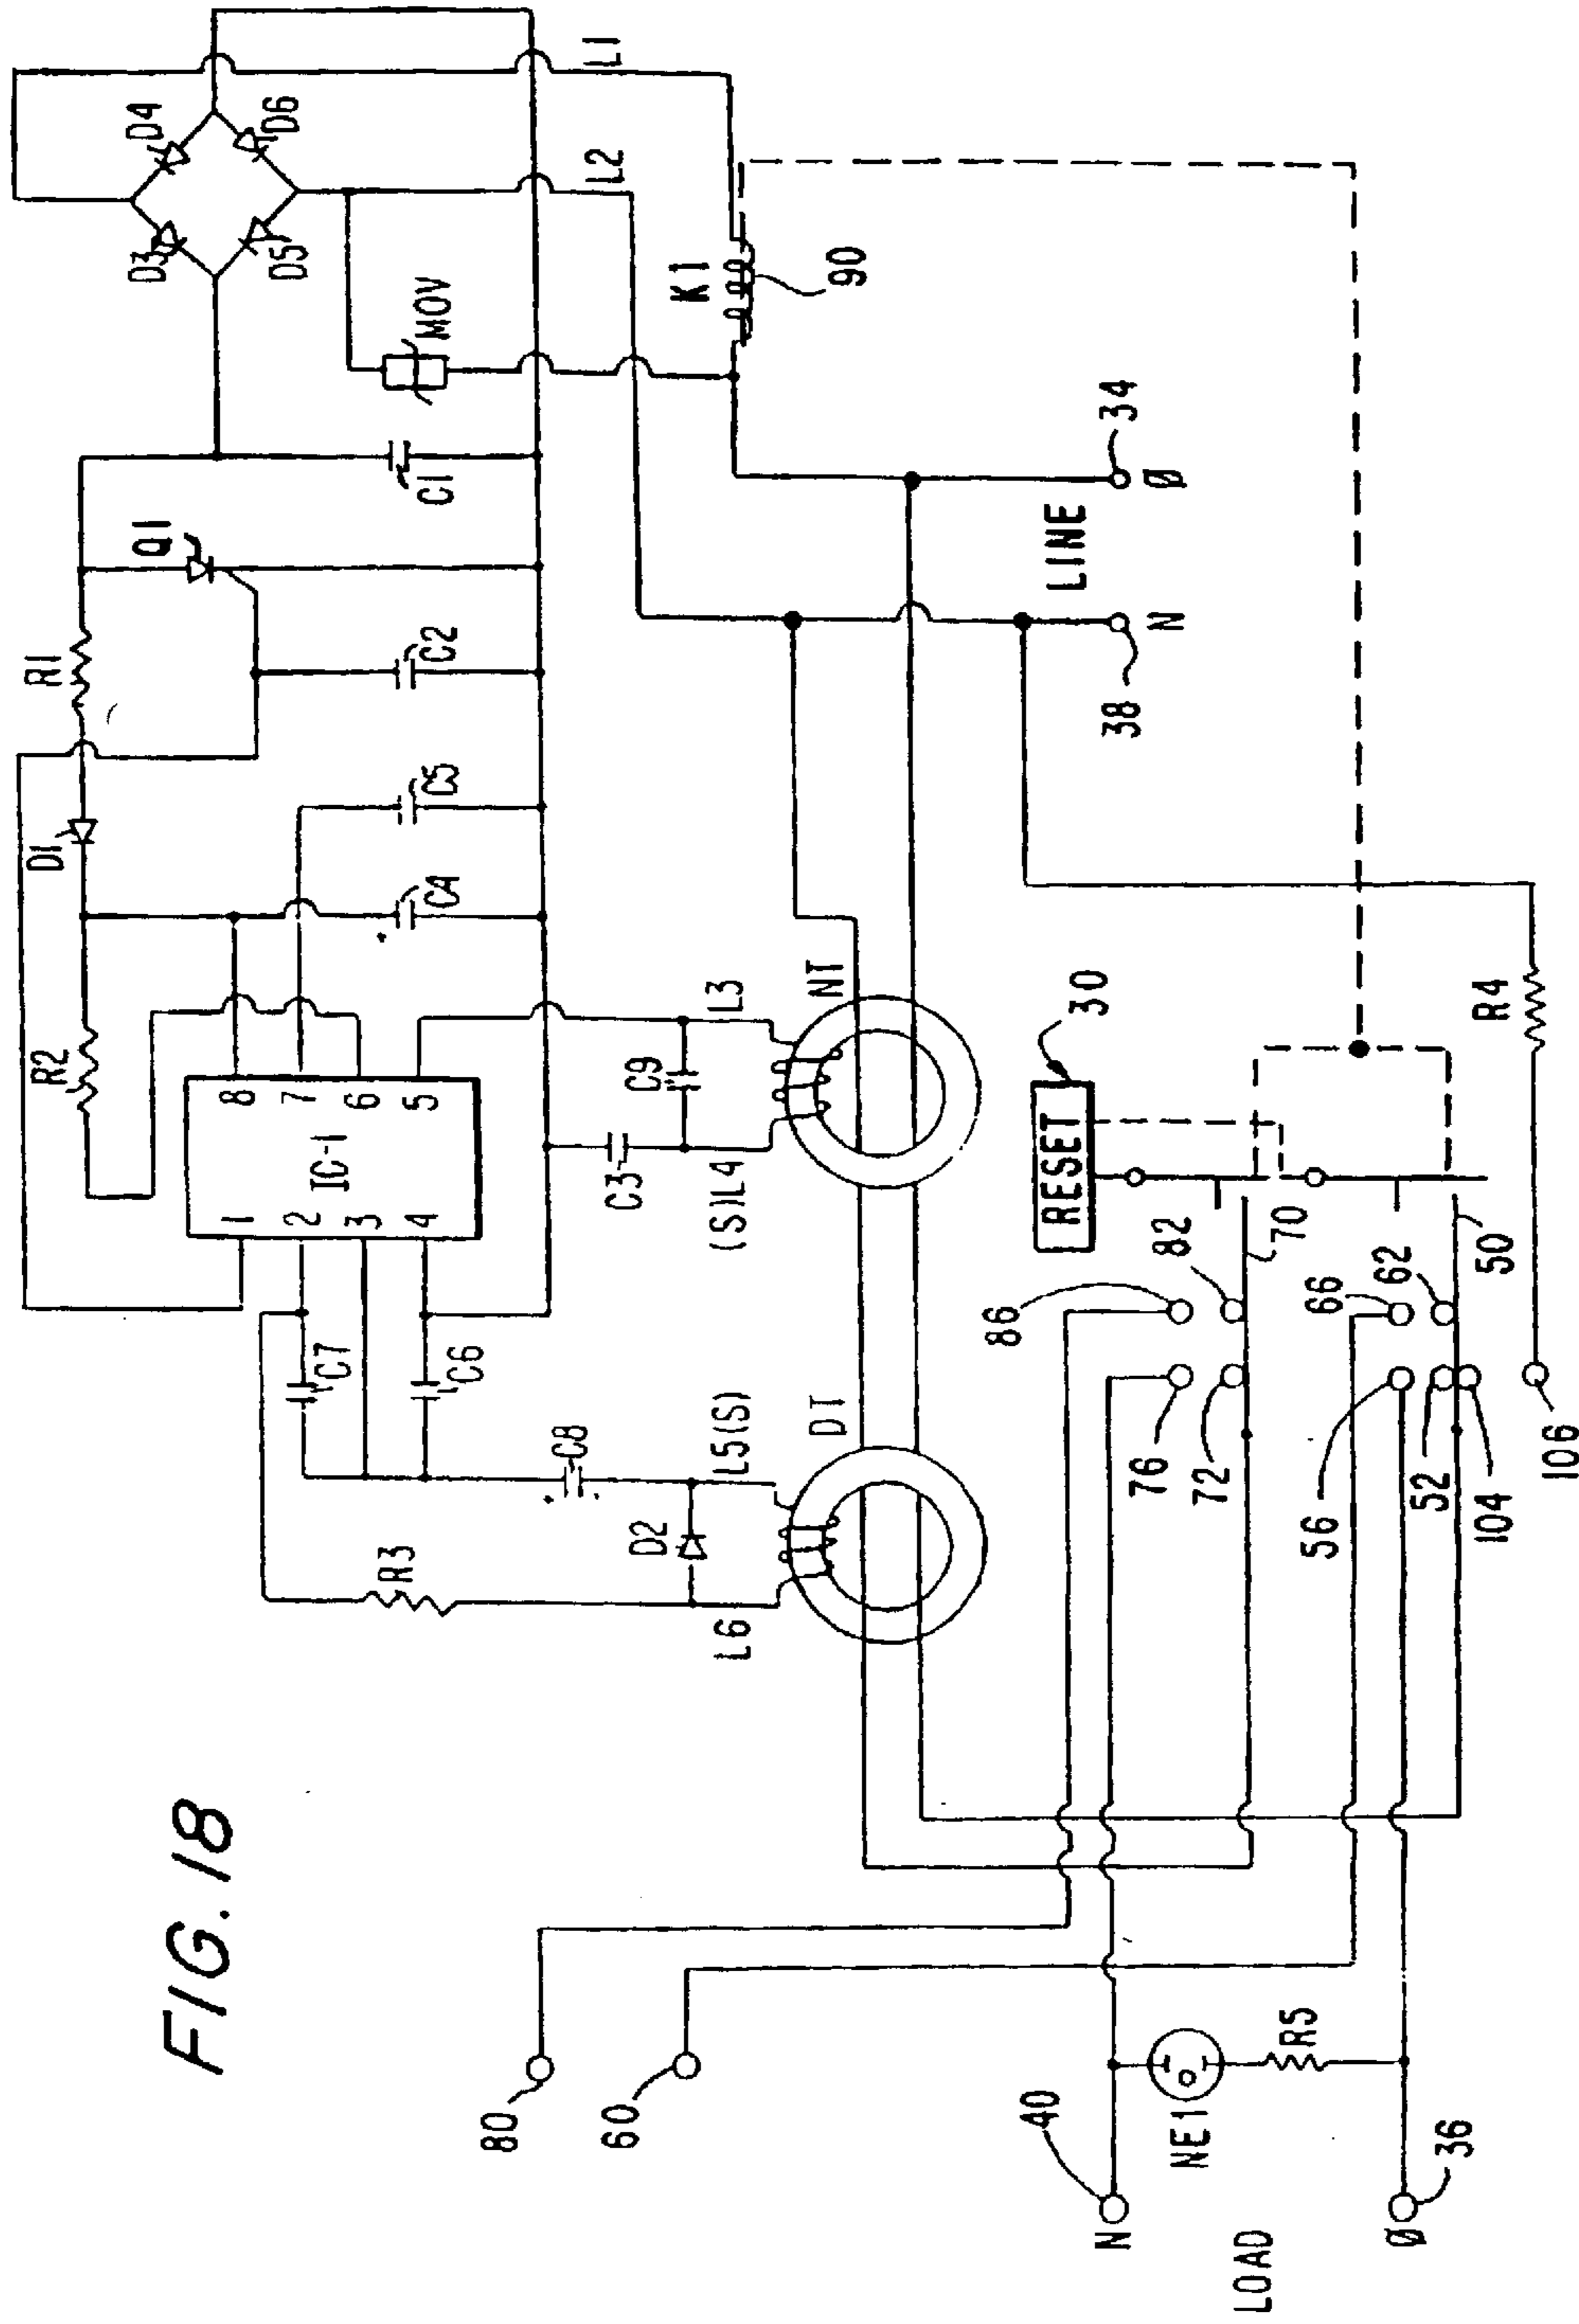 FIG. 18
D4
D6
D3
D5
L1
L2
MOV
K1
90
C1
Q1
R1
C2
D1
C5
C4
R2
8
7
6
5
IC-1
1
2
3
4
C7
C6
C3
C9
L3
(S)L4
NT
C8
L5(S)
D2
R3
L6
DT
34
Ø
LINE
N
38
RESET
30
R4
82
70
86
76
72
66
62
50
56
52
104
106
80
60
40
N
NE1
R5
LOAD
Ø
36